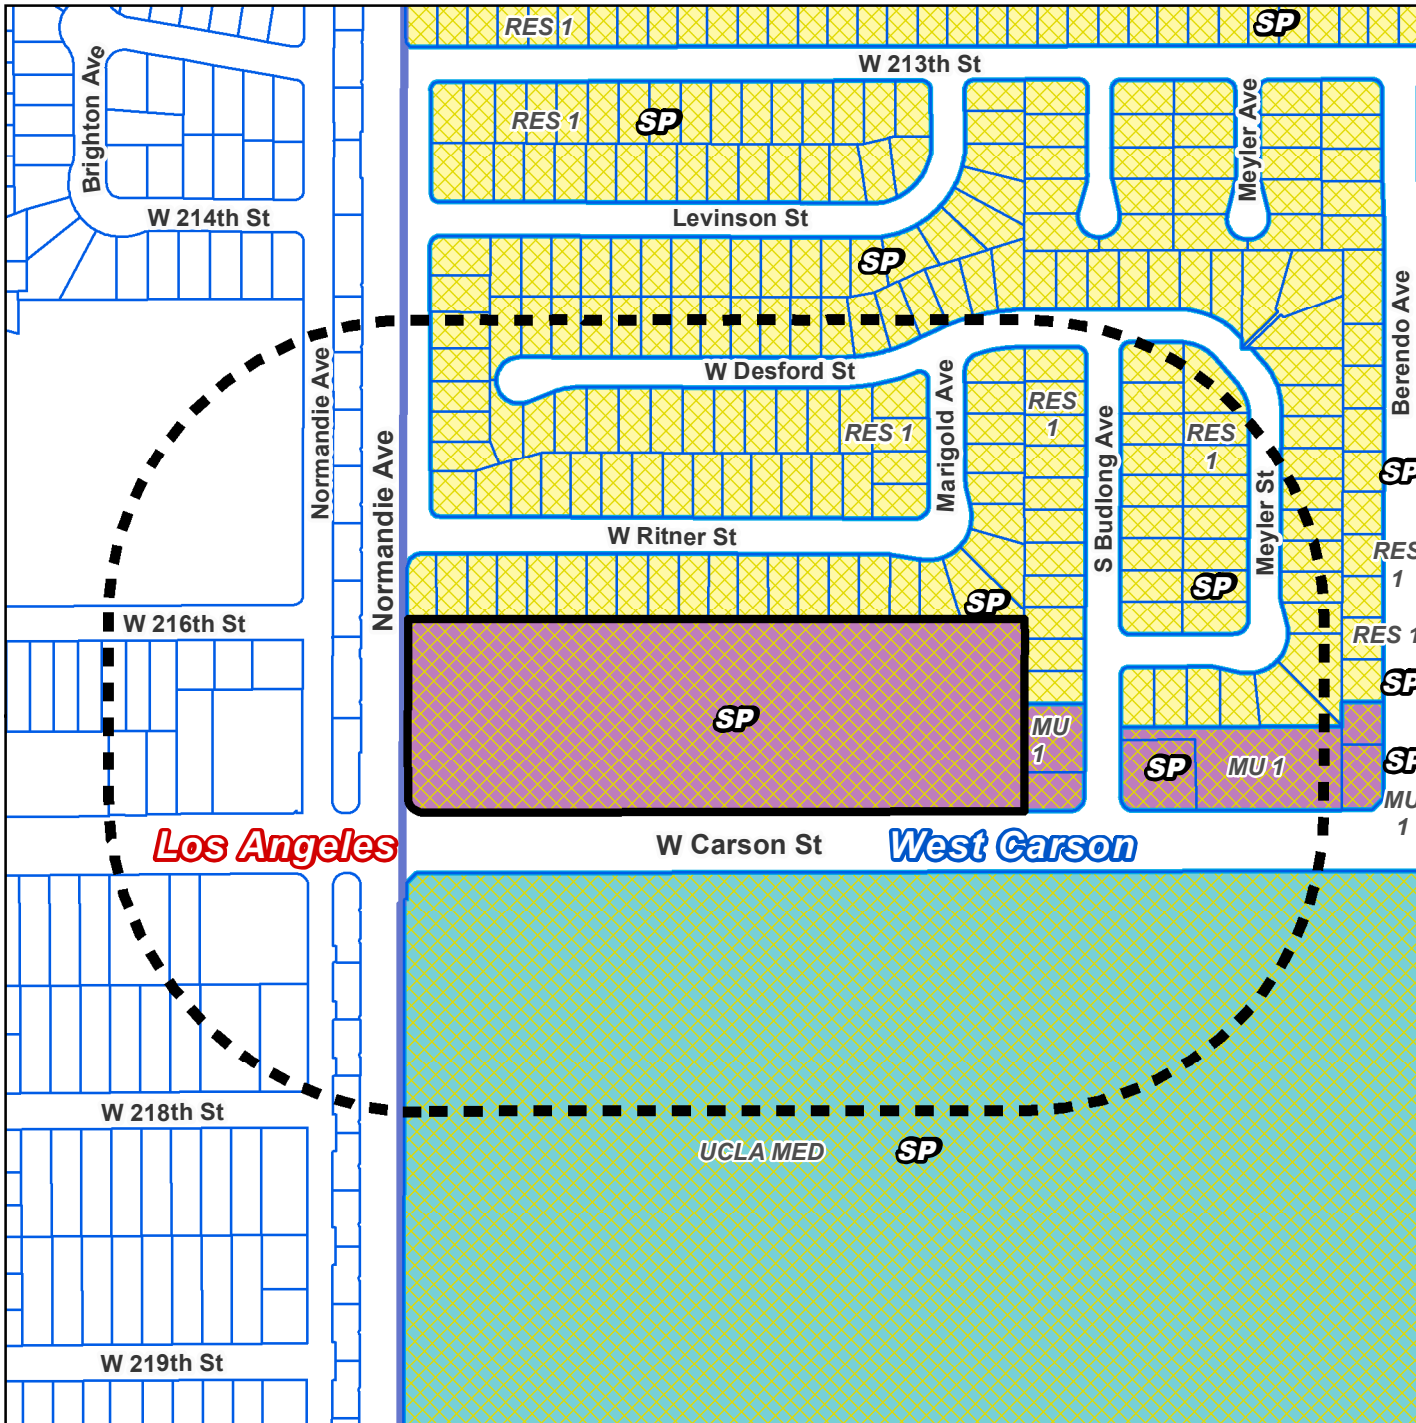 RES 1
SP
W 213th St
Brighton Ave
RES 1
SP
Meyler Ave
W 214th St
Levinson St
SP
Berendo Ave
Normandie Ave
W Desford St
Marigold Ave
RES
1
RES 1
S Budlong Ave
RES
1
Normandie Ave
SP
W Ritner St
Meyler St
RES
1
SP
SP
W 216th St
RES 1
SP
SP
MU
1
SP
MU 1
SP
MU
1
Los Angeles
W Carson St
West Carson
W 218th St
UCLA MED
SP
W 219th St